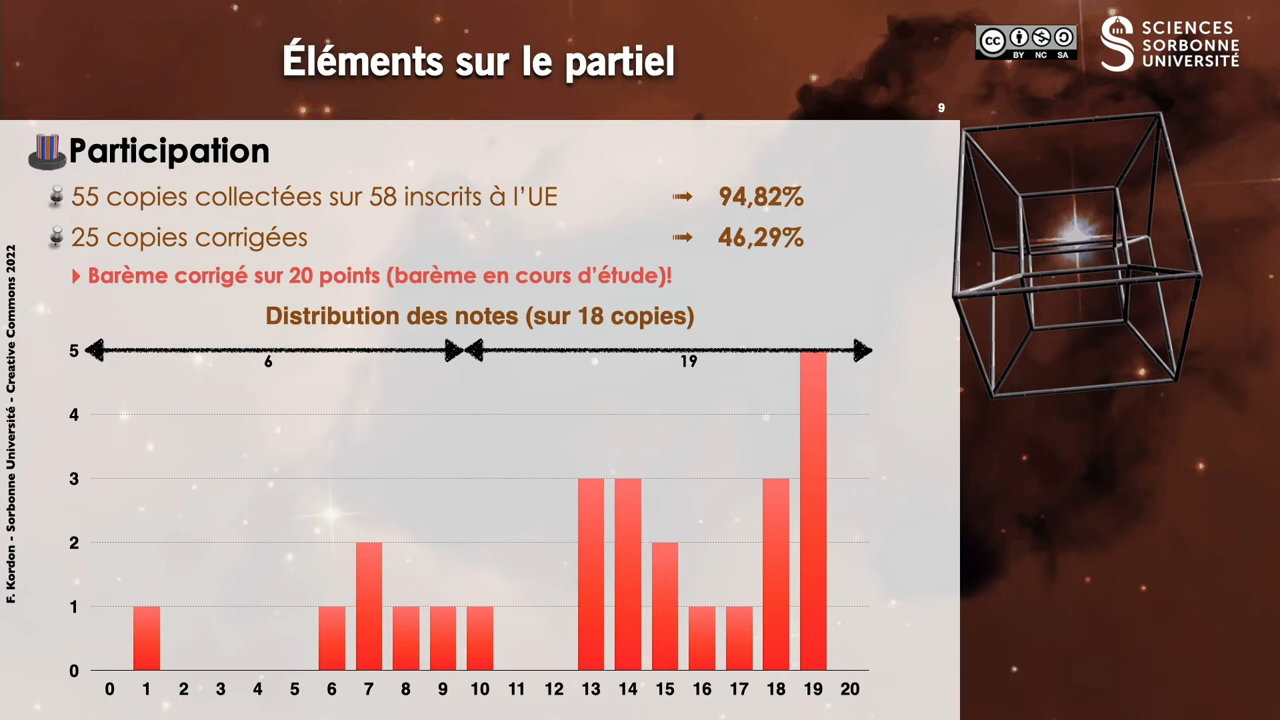 Éléments sur le partiel
cc
BY NC SA
SCIENCES
SORBONNE
UNIVERSITÉ
9
Participation
55 copies collectées sur 58 inscrits à l'UE ➟ 94,82%
25 copies corrigées ➟ 46,29%
Barème corrigé sur 20 points (barème en cours d'étude)!
Distribution des notes (sur 18 copies)
6 19
5
4
3
2
1
0
0 1 2 3 4 5 6 7 8 9 10 11 12 13 14 15 16 17 18 19 20
F. Kordon - Sorbonne Université - Creative Commons 2022